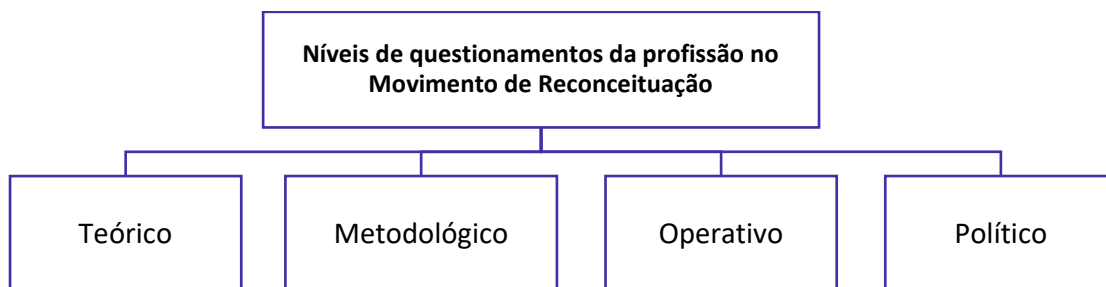 Níveis de questionamentos da profissão no
Movimento de Reconceituação
Teórico
Metodológico
Operativo
Político